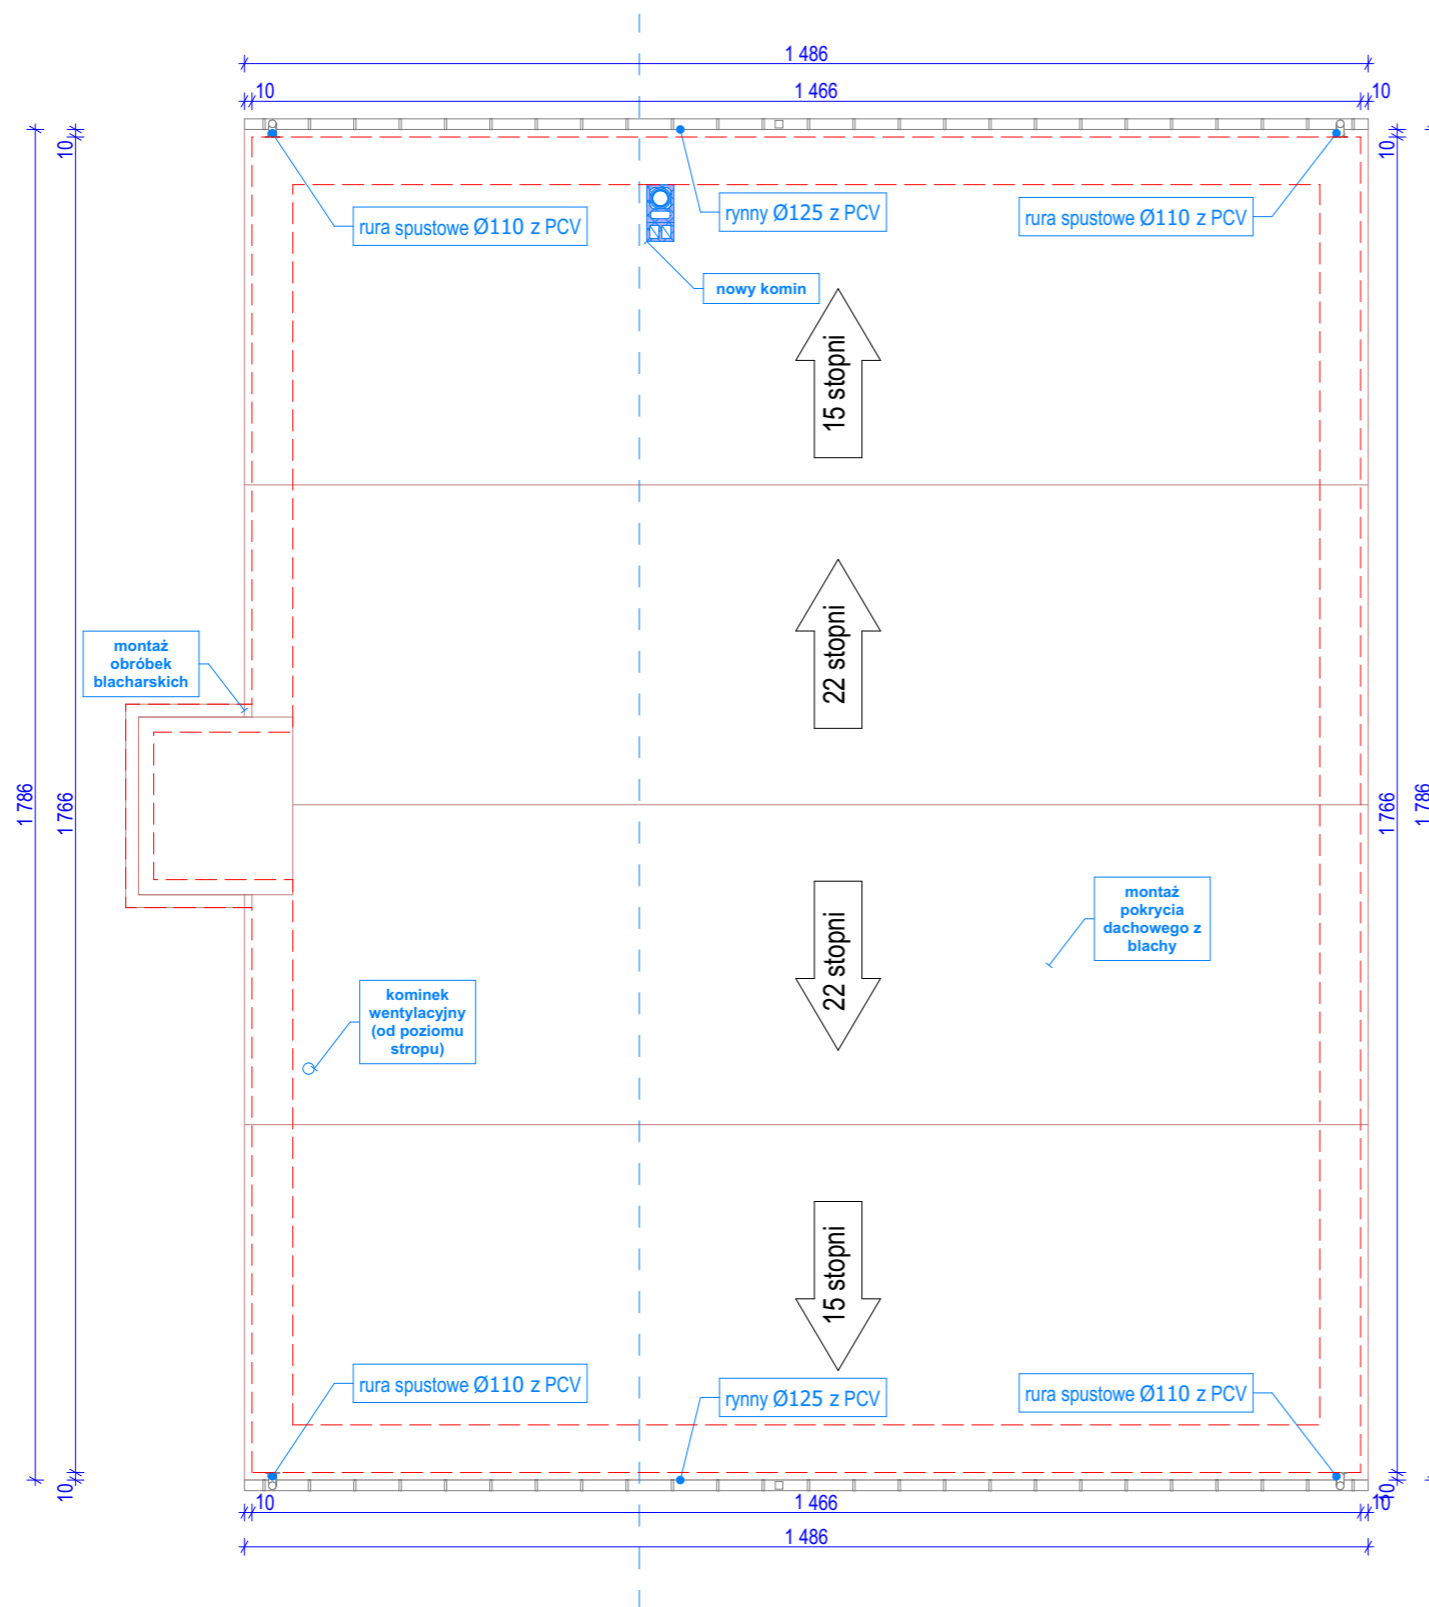 1 486
10
1 466
10
10
10
rura spustowe Ø110 z PCV
rynny Ø125 z PCV
rura spustowe Ø110 z PCV
nowy komin
15 stopni
22 stopni
montaż
obróbek
blacharskich
1 786
1 766
1 766
1 786
montaż
pokrycia
dachowego z
blachy
22 stopni
kominek
wentylacyjny
(od poziomu
stropu)
15 stopni
rura spustowe Ø110 z PCV
rynny Ø125 z PCV
rura spustowe Ø110 z PCV
10
10
10
1 466
10
1 486